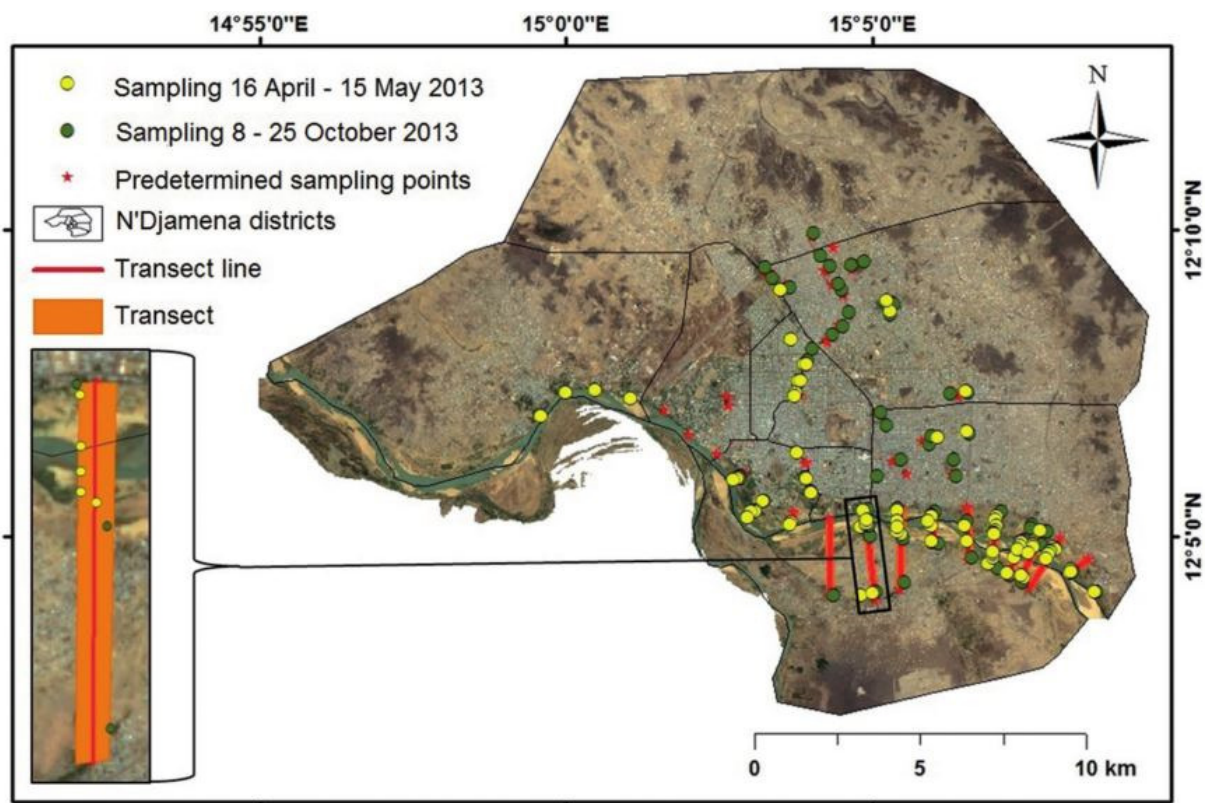 14°55'0"E 15°0'0"E 15°5'0"E
Sampling 16 April - 15 May 2013
Sampling 8 - 25 October 2013
Predetermined sampling points
N'Djamena districts
Transect line
Transect
N
12°10'0"N
12°5'0"N
0 5 10 km